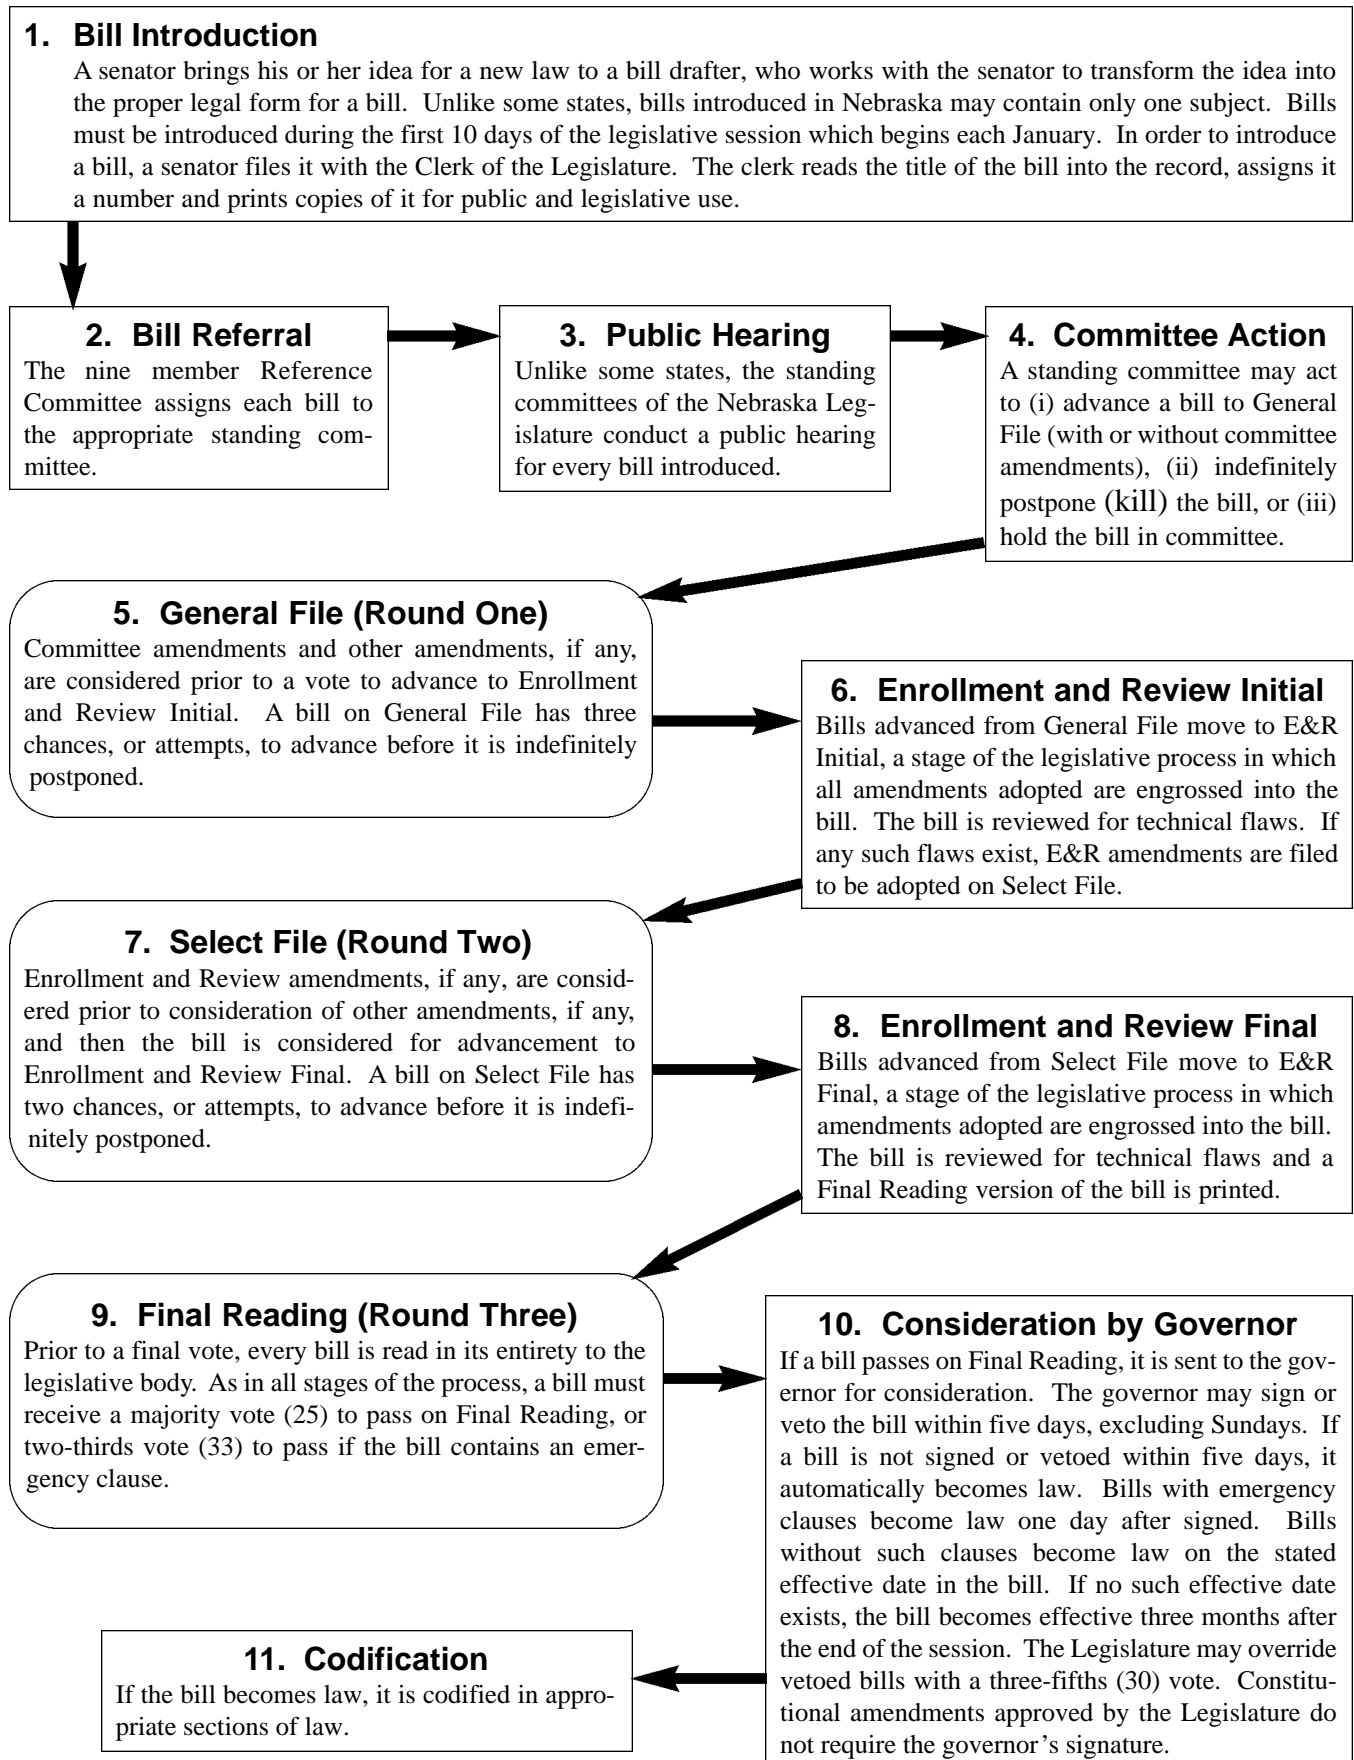 1. Bill Introduction
A senator brings his or her idea for a new law to a bill drafter, who works with the senator to transform the idea into
the proper legal form for a bill. Unlike some states, bills introduced in Nebraska may contain only one subject. Bills
must be introduced during the first 10 days of the legislative session which begins each January. In order to introduce
a bill, a senator files it with the Clerk of the Legislature. The clerk reads the title of the bill into the record, assigns it
a number and prints copies of it for public and legislative use.
2. Bill Referral
The nine member Reference
Committee assigns each bill to
the appropriate standing com-
mittee.
3. Public Hearing
Unlike some states, the standing
committees of the Nebraska Leg-
islature conduct a public hearing
for every bill introduced.
4. Committee Action
A standing committee may act
to (i) advance a bill to General
File (with or without committee
amendments), (ii) indefinitely
postpone (kill) the bill, or (iii)
hold the bill in committee.
5. General File (Round One)
Committee amendments and other amendments, if any,
are considered prior to a vote to advance to Enrollment
and Review Initial. A bill on General File has three
chances, or attempts, to advance before it is indefinitely
postponed.
6. Enrollment and Review Initial
Bills advanced from General File move to E&R
Initial, a stage of the legislative process in which
all amendments adopted are engrossed into the
bill. The bill is reviewed for technical flaws. If
any such flaws exist, E&R amendments are filed
to be adopted on Select File.
7. Select File (Round Two)
Enrollment and Review amendments, if any, are consid-
ered prior to consideration of other amendments, if any,
and then the bill is considered for advancement to
Enrollment and Review Final. A bill on Select File has
two chances, or attempts, to advance before it is indefi-
nitely postponed.
8. Enrollment and Review Final
Bills advanced from Select File move to E&R
Final, a stage of the legislative process in which
amendments adopted are engrossed into the bill.
The bill is reviewed for technical flaws and a
Final Reading version of the bill is printed.
9. Final Reading (Round Three)
Prior to a final vote, every bill is read in its entirety to the
legislative body. As in all stages of the process, a bill must
receive a majority vote (25) to pass on Final Reading, or
two-thirds vote (33) to pass if the bill contains an emer-
gency clause.
10. Consideration by Governor
If a bill passes on Final Reading, it is sent to the gov-
ernor for consideration. The governor may sign or
veto the bill within five days, excluding Sundays. If
a bill is not signed or vetoed within five days, it
automatically becomes law. Bills with emergency
clauses become law one day after signed. Bills
without such clauses become law on the stated
effective date in the bill. If no such effective date
exists, the bill becomes effective three months after
the end of the session. The Legislature may override
vetoed bills with a three-fifths (30) vote. Constitu-
tional amendments approved by the Legislature do
not require the governor's signature.
11. Codification
If the bill becomes law, it is codified in appro-
priate sections of law.